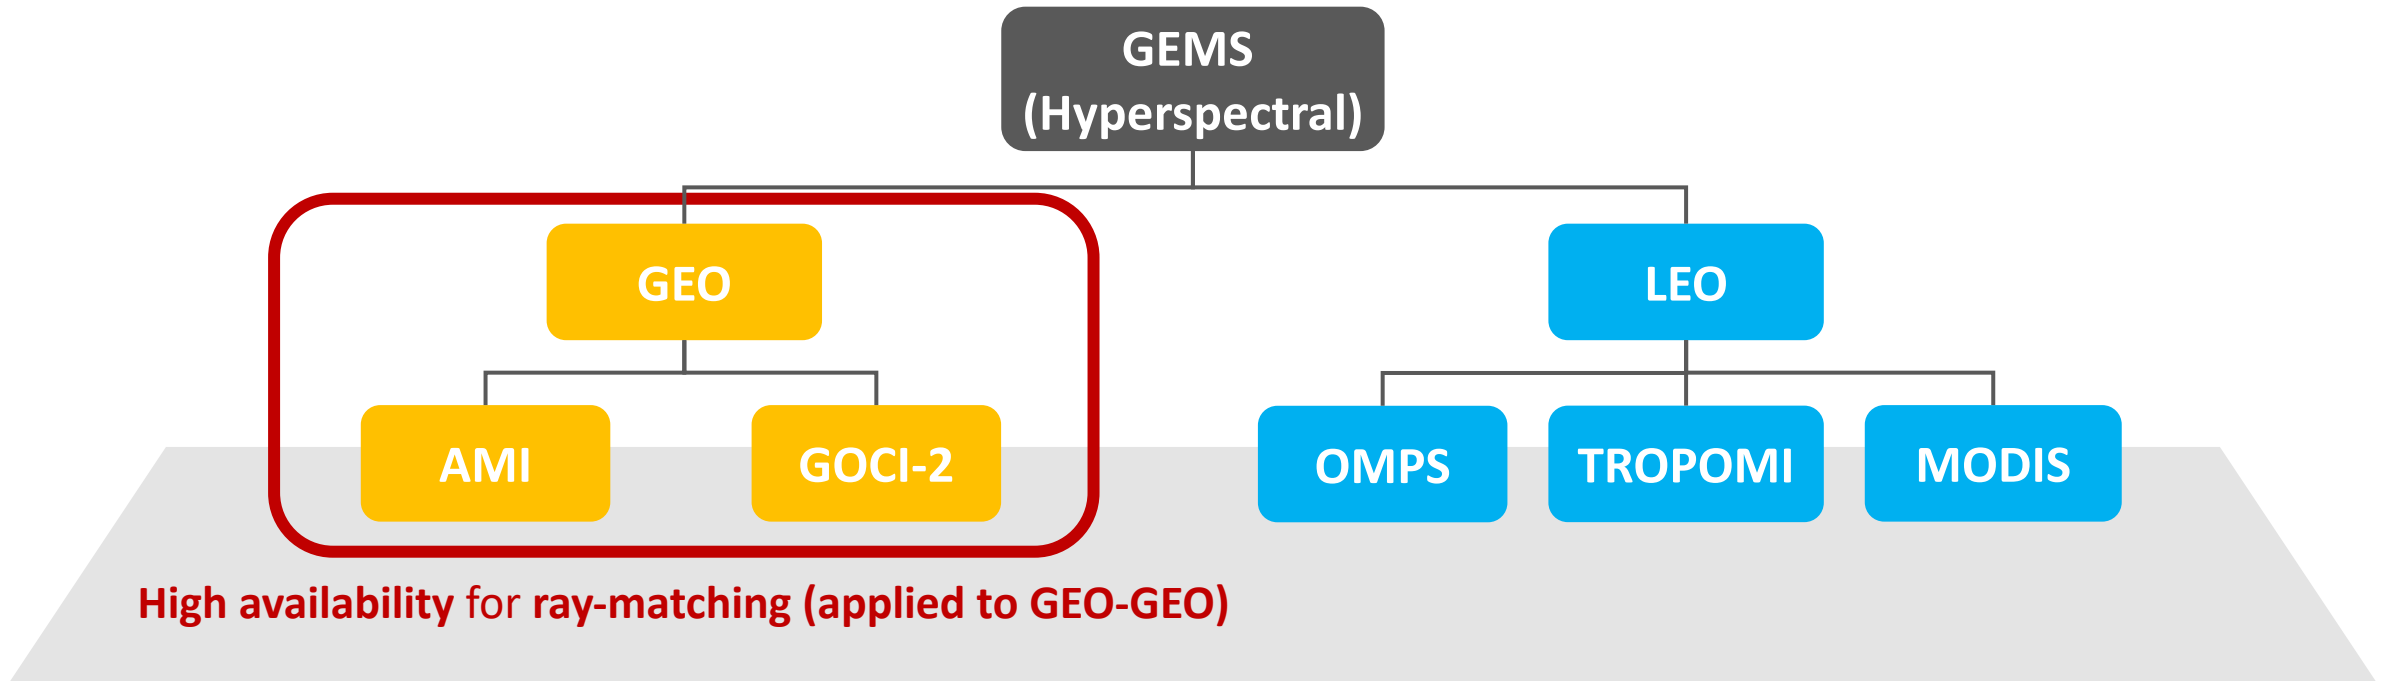 GEMS
(Hyperspectral)
GEO
LEO
AMI
GOCI-2
OMPS
TROPOMI
MODIS
High availability for ray-matching (applied to GEO-GEO)